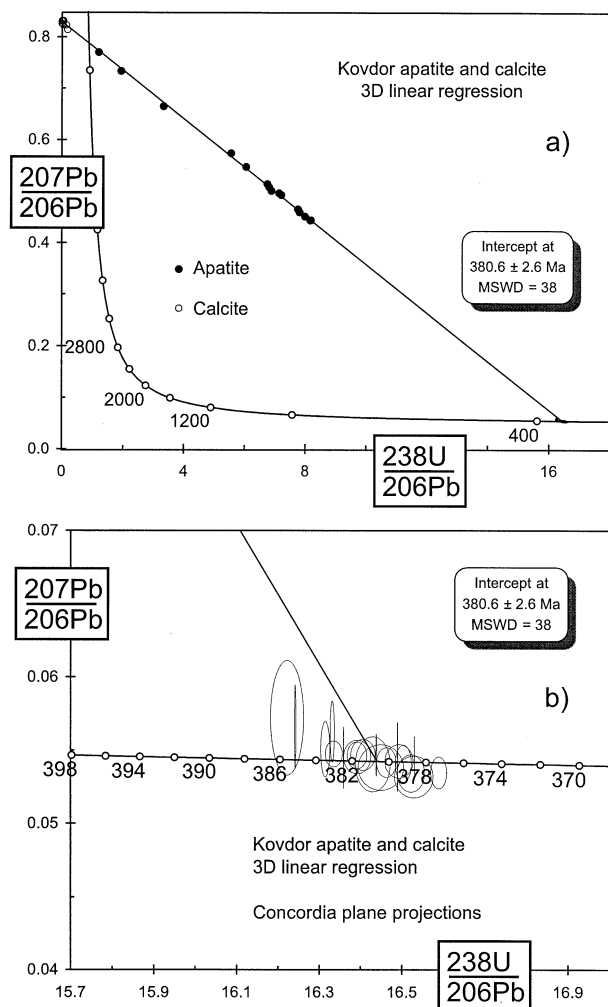 0.8
Kovdor apatite and calcite
3D linear regression
a)
0.6
207Pb
206Pb
0.4
Intercept at
380.6 ± 2.6 Ma
MSWD = 38
Apatite
Calcite
2800
0.2
2000
1200
400
0.0
0
4
8
16
238U
206Pb
0.07
207Pb
206Pb
Intercept at
380.6 ± 2.6 Ma
MSWD = 38
0.06
b)
398
394
390
386
382
378
374
370
0.05
Kovdor apatite and calcite
3D linear regression
Concordia plane projections
0.04
15.7
15.9
16.1
16.3
16.5
16.9
238U
206Pb